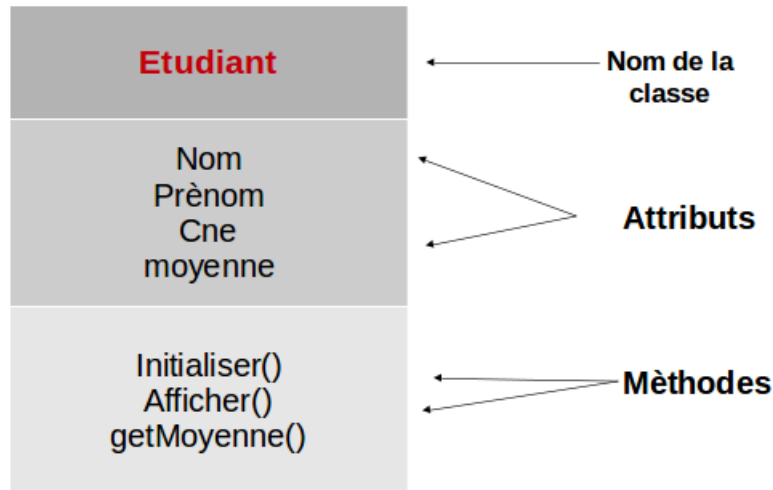 Etudiant
Nom de la
classe
Nom
Prènom
Cne
moyenne
Attributs
Initialiser()
Afficher()
getMoyenne()
Mèthodes